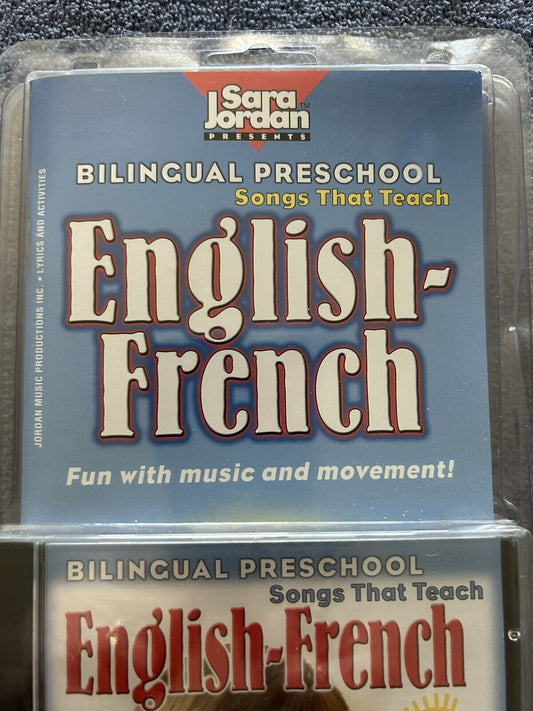 Sara
Jordan™
PRESENTS
BILINGUAL PRESCHOOL
Songs That Teach
English-
French
Fun with music and movement!
JORDAN MUSIC PRODUCTIONS INC. • LYRICS AND ACTIVITIES
BILINGUAL PRESCHOOL
Songs That Teach
English-French